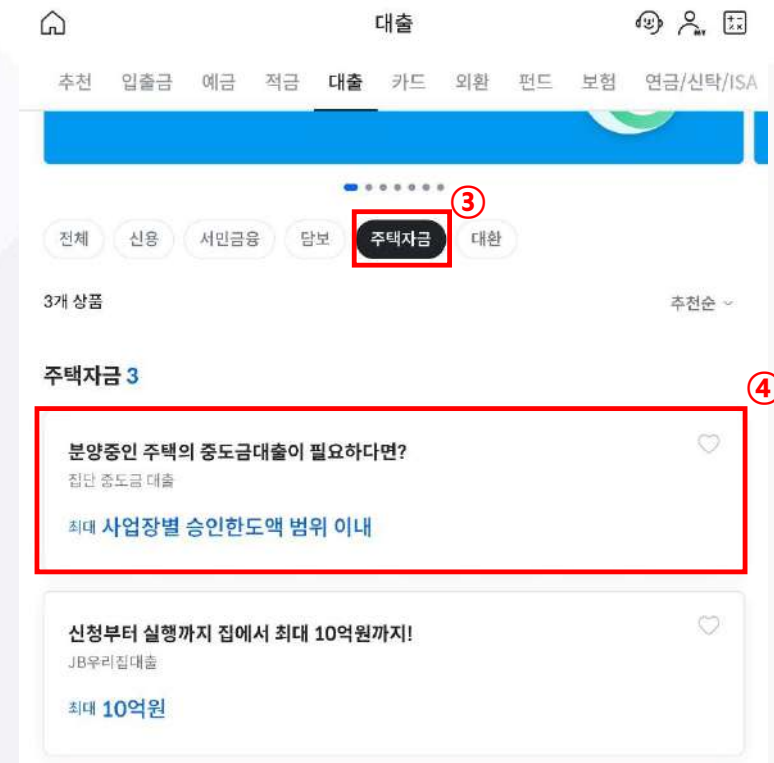 대출
MY
추천 입출금 예금 적금 대출 카드 외환 펀드 보험 연금/신탁/ISA
③
전체 신용 서민금융 담보 주택자금 대환
3개 상품 추천순
주택자금 3
④
분양중인 주택의 중도금대출이 필요하다면?
집단 중도금 대출
최대 사업장별 승인한도액 범위 이내
신청부터 실행까지 집에서 최대 10억원까지!
JB우리집대출
최대 10억원